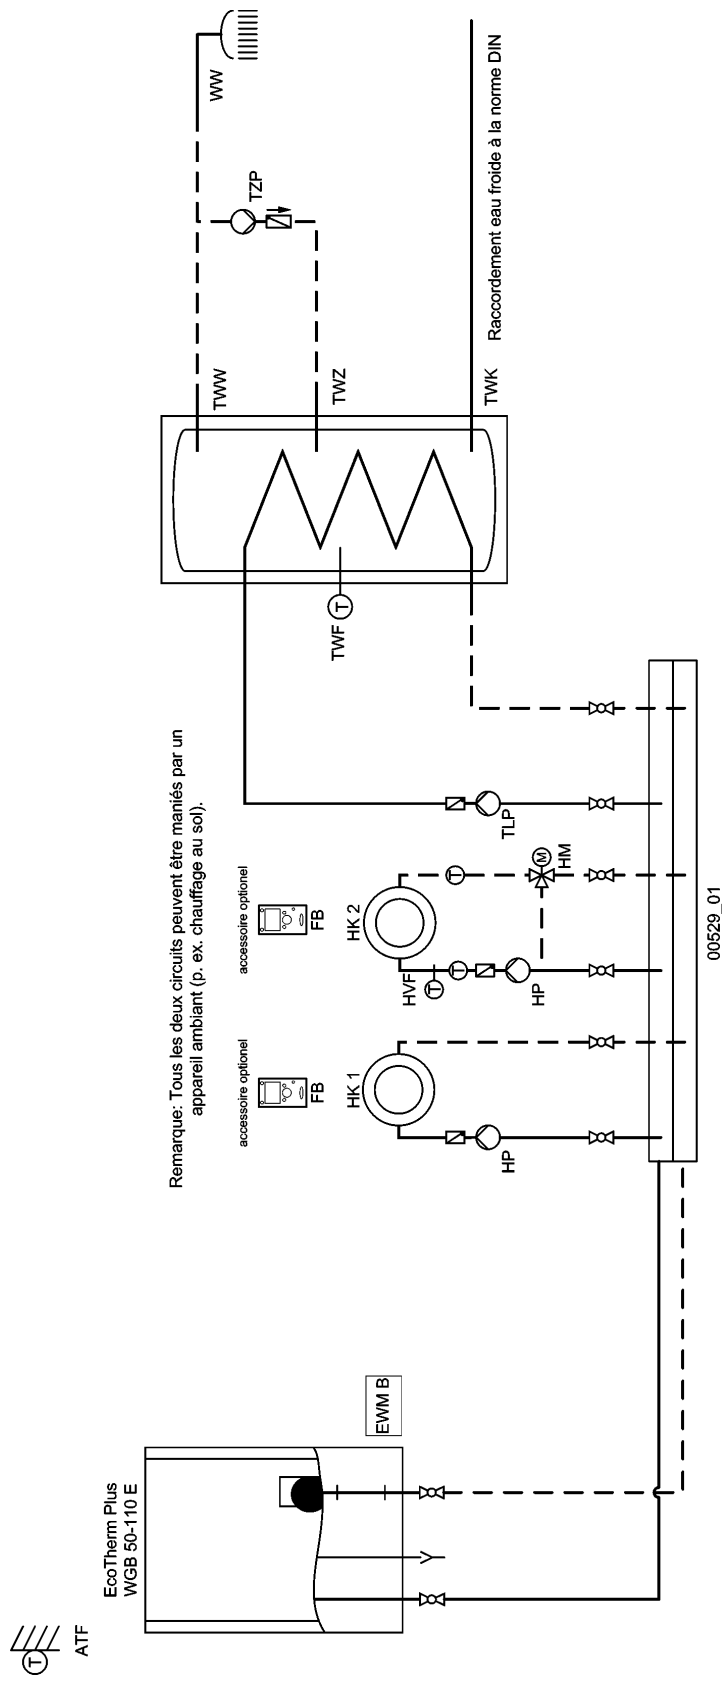 ATF
T
EcoTherm Plus
WGB 50-110 E
EWM B
Remarque: Tous les deux circuits peuvent être maniés par un
appareil ambiant (p. ex. chauffage au sol).
accessoire optionel
FB
HK 1
HP
accessoire optionel
FB
HK 2
HVF
T
T
HP
T
M
HM
TLP
TWF
T
TWW
TWZ
TWK
TZP
WW
Raccordement eau froide à la norme DIN
00529_01